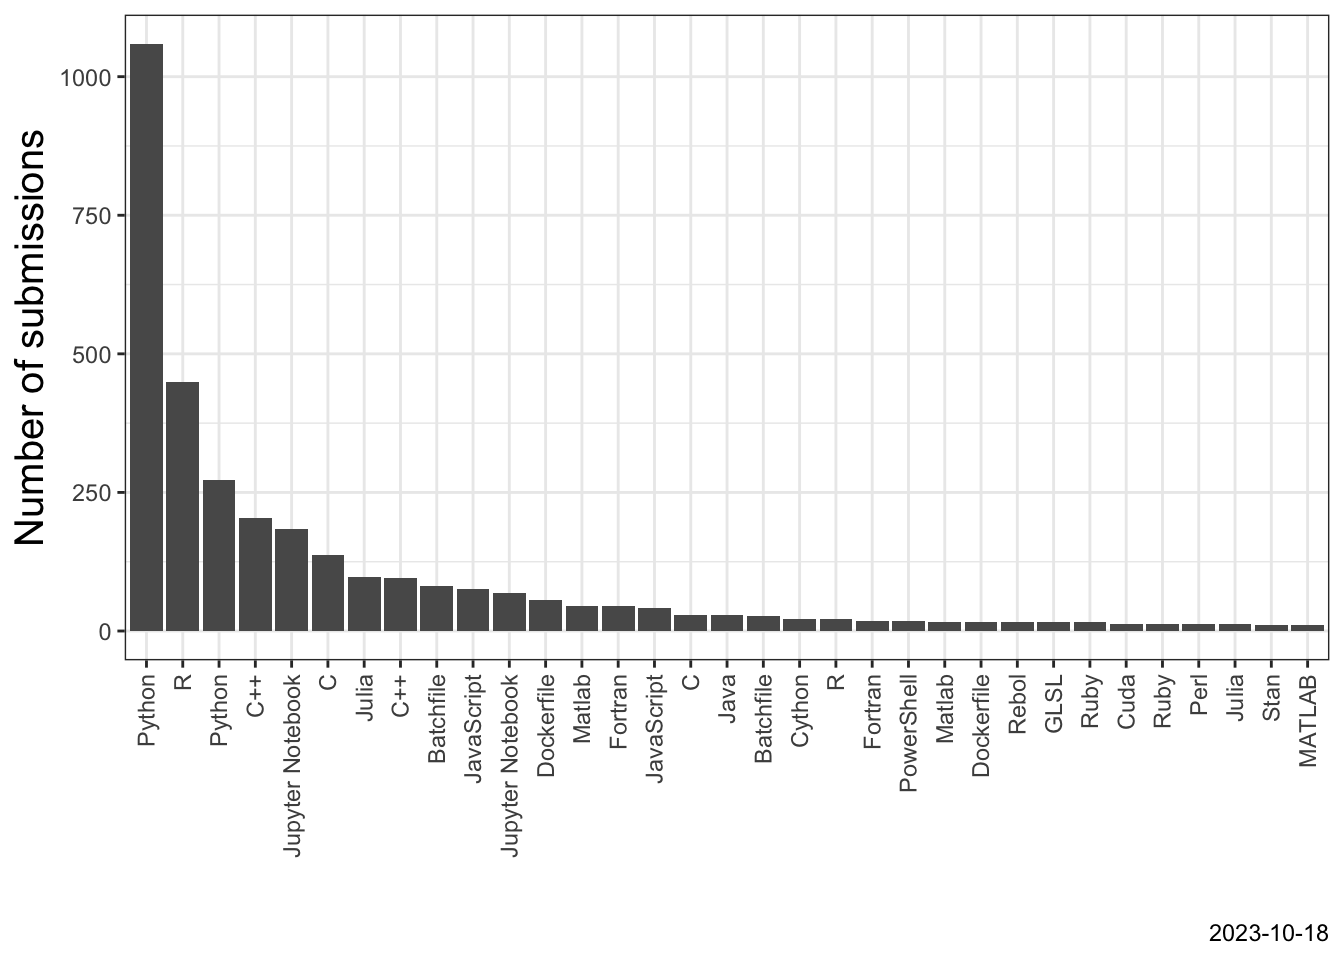 Number of submissions
1000
750
500
250
0
Python
R
Python
C++
Jupyter Notebook
C
Julia
C++
Batchfile
JavaScript
Jupyter Notebook
Dockerfile
Matlab
Fortran
JavaScript
C
Java
Batchfile
Cython
R
Fortran
PowerShell
Matlab
Dockerfile
Rebol
GLSL
Ruby
Cuda
Ruby
Perl
Julia
Stan
MATLAB
2023-10-18